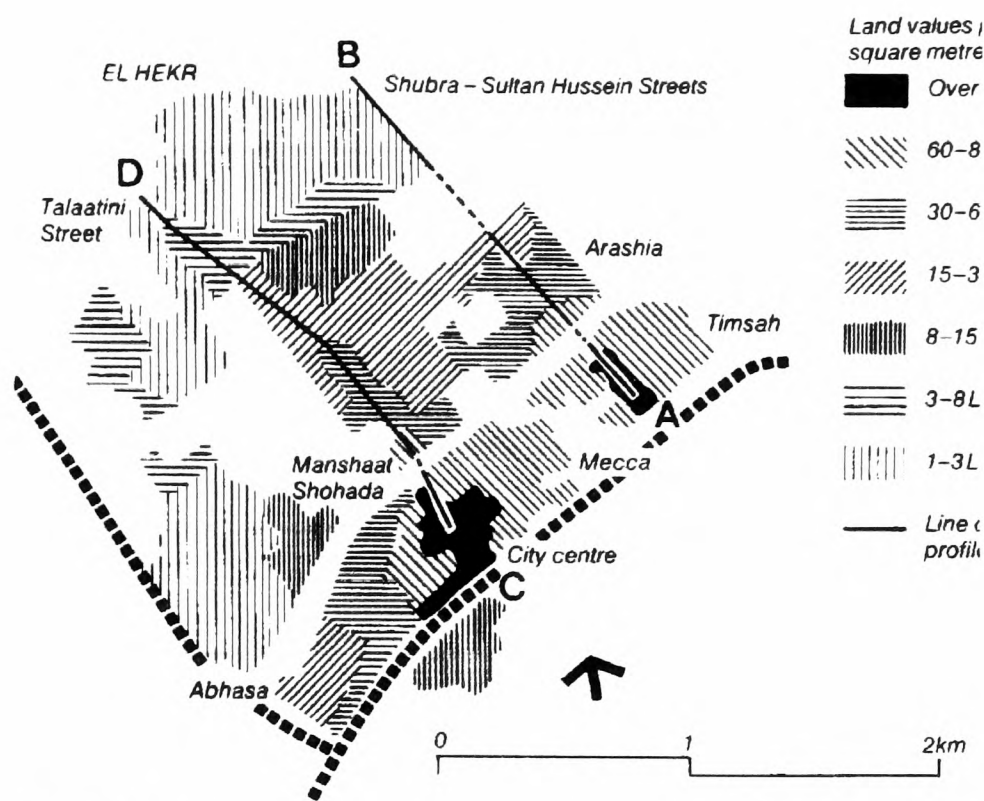 EL HEKR
B
Shubra – Sultan Hussein Streets
D
Talaatini
Street
Arashia
Timsah
A
Manshaat
Shohada
Mecca
City centre
C
Abhasa
0 1 2km
Land values
square metre
Over
60–8
30–6
15–3
8–15
3–8L
1–3L
Line